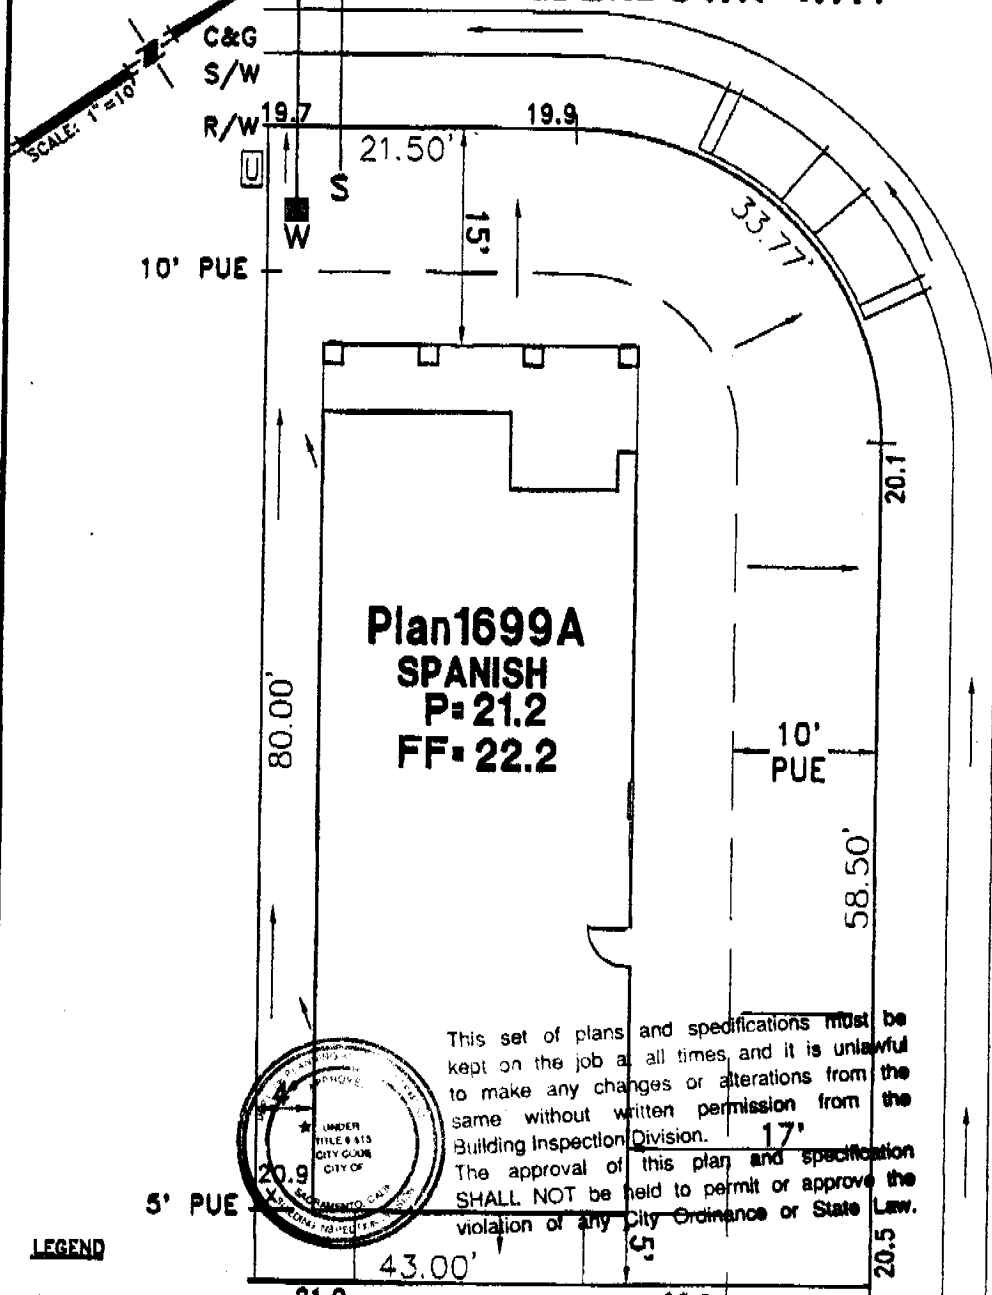 C&G
S/W
R/W
SCALE: 1"=10'
19.7
19.9
21.50'
U
S
W
15'
33.77'
10' PUE
20.1
Plan1699A
SPANISH
P=21.2
FF=22.2
80.00'
10'
PUE
58.50'
This set of plans and specifications must be
kept on the job at all times, and it is unlawful
to make any changes or alterations from the
same without written permission from the
Building Inspection Division.
17'
The approval of this plan and specification
SHALL NOT be held to permit or approve the
violation of any City Ordinance or State Law.
4'
UNDER
CITY CODE
CITY OF
SACRAMENTO, CALIF
20.9
5' PUE
LEGEND
43.00'
5'
20.5